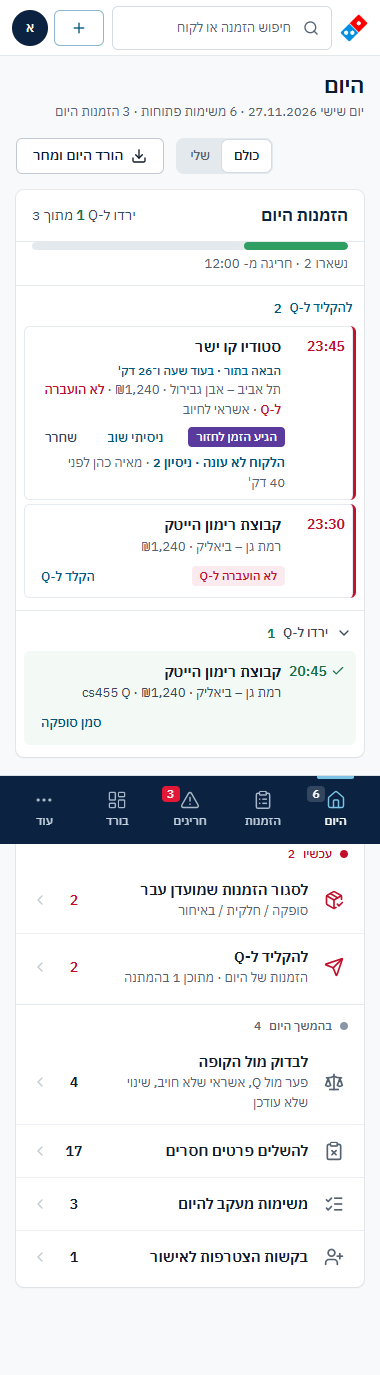 חיפוש הזמנה או לקוח
+
א
היום
יום שישי 27.11.2026 · 6 משימות פתוחות · 3 הזמנות היום
כולם
שלי
הורד היום ומחר
הזמנות היום
ירדו ל-Q 1 מתוך 3
נשארו 2 · חריגה מ- 12:00
להקליד ל-Q 2
23:45
סטודיו קו ישר
הבאה בתור · בעוד שעה ו־26 דק'
תל אביב – אבן גבירול · ₪1,240 · לא הועברה
ל-Q · אשראי לחיוב
הגיע הזמן לחזור
ניסיתי שוב
שחרר
הלקוח לא עונה · ניסיון 2 · מאיה כהן לפני
40 דק'
23:30
קבוצת רימון הייטק
רמת גן – ביאליק · ₪1,240
לא הועברה ל-Q
הקלד ל-Q
ירדו ל-Q 1
20:45
קבוצת רימון הייטק
רמת גן – ביאליק · ₪1,240 · cs455 Q
סמן סופקה
היום
6
הזמנות
חריגים
3
בורד
עוד
עכשיו 2
לסגור הזמנות שמועדן עבר
סופקה / חלקית / באיחור
2
להקליד ל-Q
הזמנות של היום · מתוכן 1 בהמתנה
2
בהמשך היום 4
לבדוק מול הקופה
פער מול Q, אשראי שלא חויב, שינוי
שלא עודכן
4
להשלים פרטים חסרים
17
משימות מעקב להיום
3
בקשות הצטרפות לאישור
1